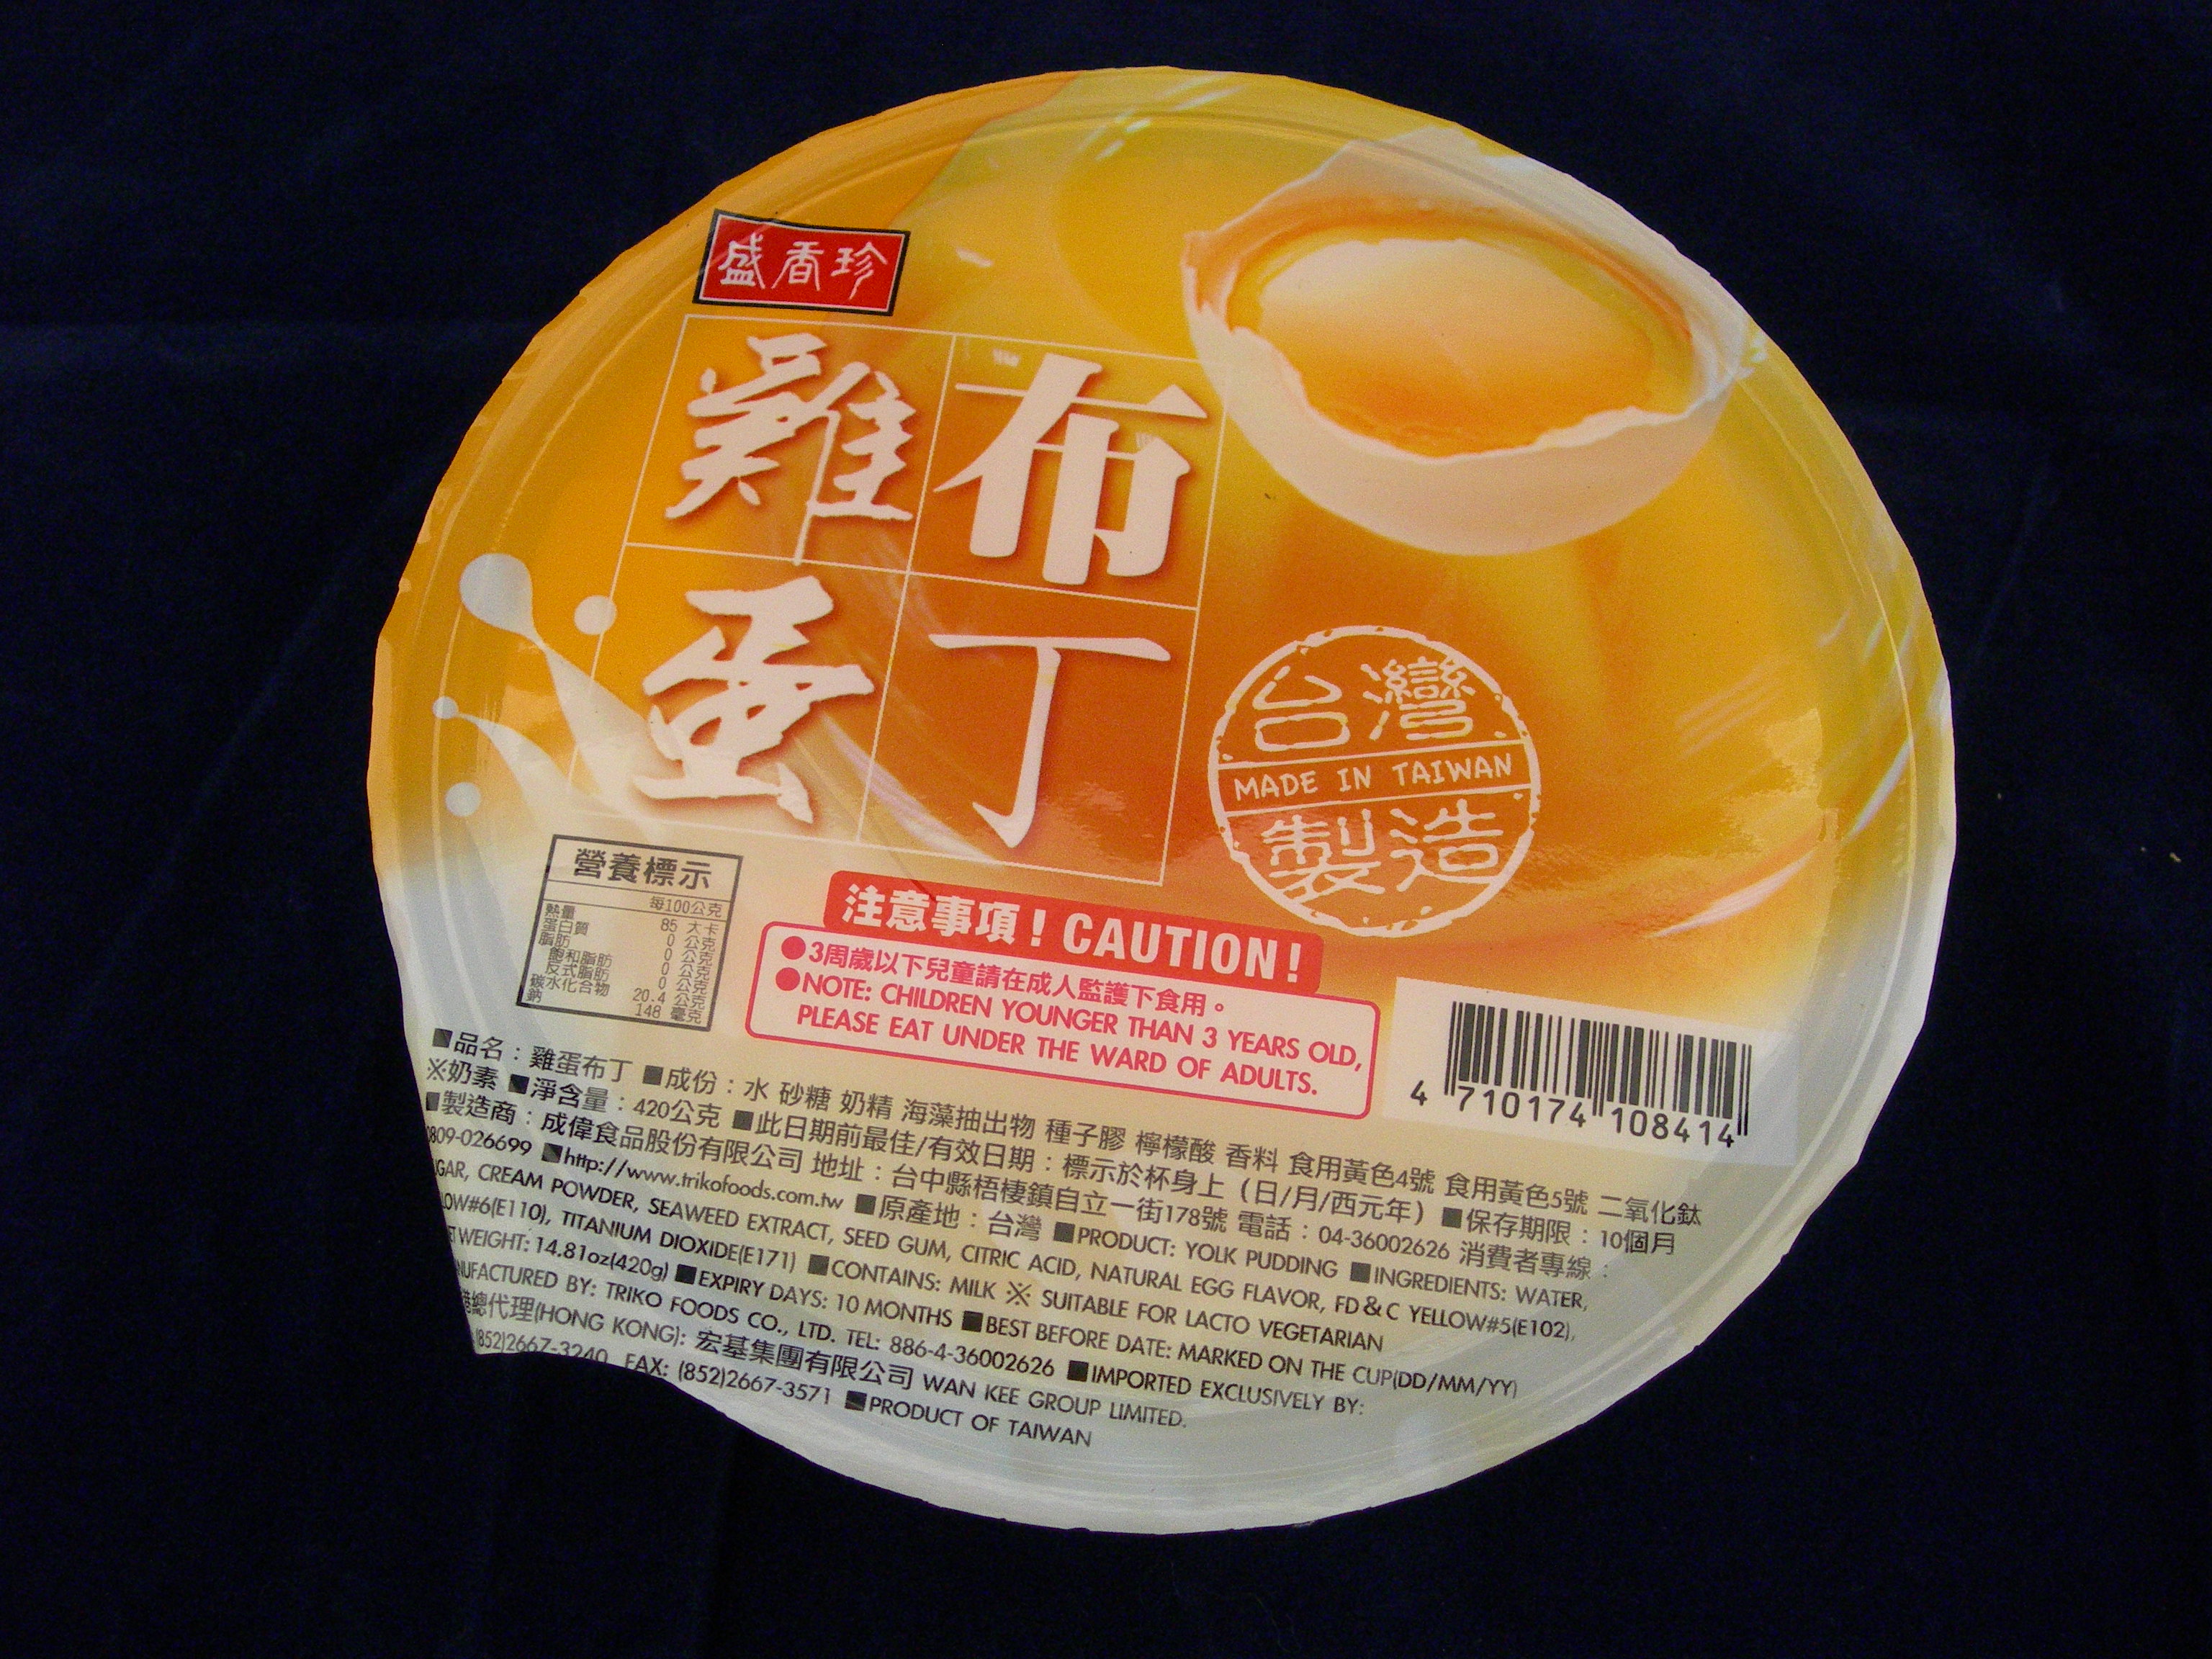 盛香珍
雞蛋
布丁
台灣
MADE IN TAIWAN
製造
營養標示
每100公克
熱量 85 大卡
蛋白質 0 公克
脂肪 0 公克
飽和脂肪 0 公克
反式脂肪 0 公克
碳水化合物 20.4 公克
鈉 148 毫克
注意事項！CAUTION！
●3周歲以下兒童請在成人監護下食用。
●NOTE: CHILDREN YOUNGER THAN 3 YEARS OLD,
PLEASE EAT UNDER THE WARD OF ADULTS.
4 710174 108414
■品名：雞蛋布丁 ■成份：水 砂糖 奶精 海藻抽出物 種子膠 檸檬酸 香料 食用黃色4號 食用黃色5號 二氧化鈦
※奶素 ■淨含量：420公克 ■此日期前最佳/有效日期：標示於杯身上（日/月/西元年）■保存期限：10個月
■製造商：成偉食品股份有限公司 地址：台中縣梧棲鎮自立一街178號 電話：04-36002626 消費者專線：
0809-026699 ■http://www.trikofoods.com.tw ■原產地：台灣 ■PRODUCT: YOLK PUDDING ■INGREDIENTS: WATER,
GAR, CREAM POWDER, SEAWEED EXTRACT, SEED GUM, CITRIC ACID, NATURAL EGG FLAVOR, FD&C YELLOW#5(E102),
LOW#6(E110), TITANIUM DIOXIDE(E171) ■CONTAINS: MILK ※ SUITABLE FOR LACTO VEGETARIAN
WEIGHT: 14.81oz(420g) ■EXPIRY DAYS: 10 MONTHS ■BEST BEFORE DATE: MARKED ON THE CUP(DD/MM/YY)
NUFACTURED BY: TRIKO FOODS CO., LTD. TEL: 886-4-36002626 ■IMPORTED EXCLUSIVELY BY:
總代理(HONG KONG): 宏基集團有限公司 WAN KEE GROUP LIMITED.
(852)2667-3240 FAX: (852)2667-3571 ■PRODUCT OF TAIWAN